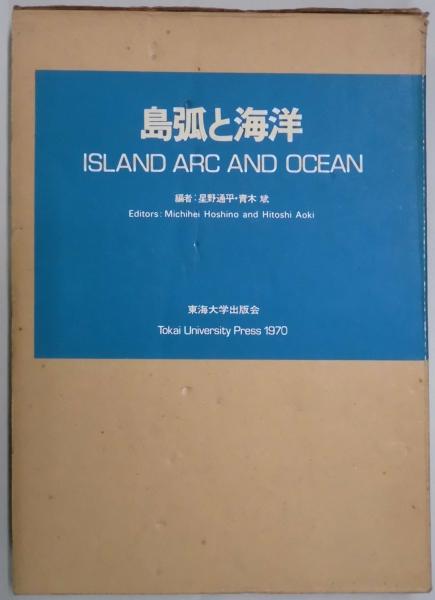 島弧と海洋
ISLAND ARC AND OCEAN
編者：星野通平・青木 斌
Editors: Michihei Hoshino and Hitoshi Aoki
東海大学出版会
Tokai University Press 1970